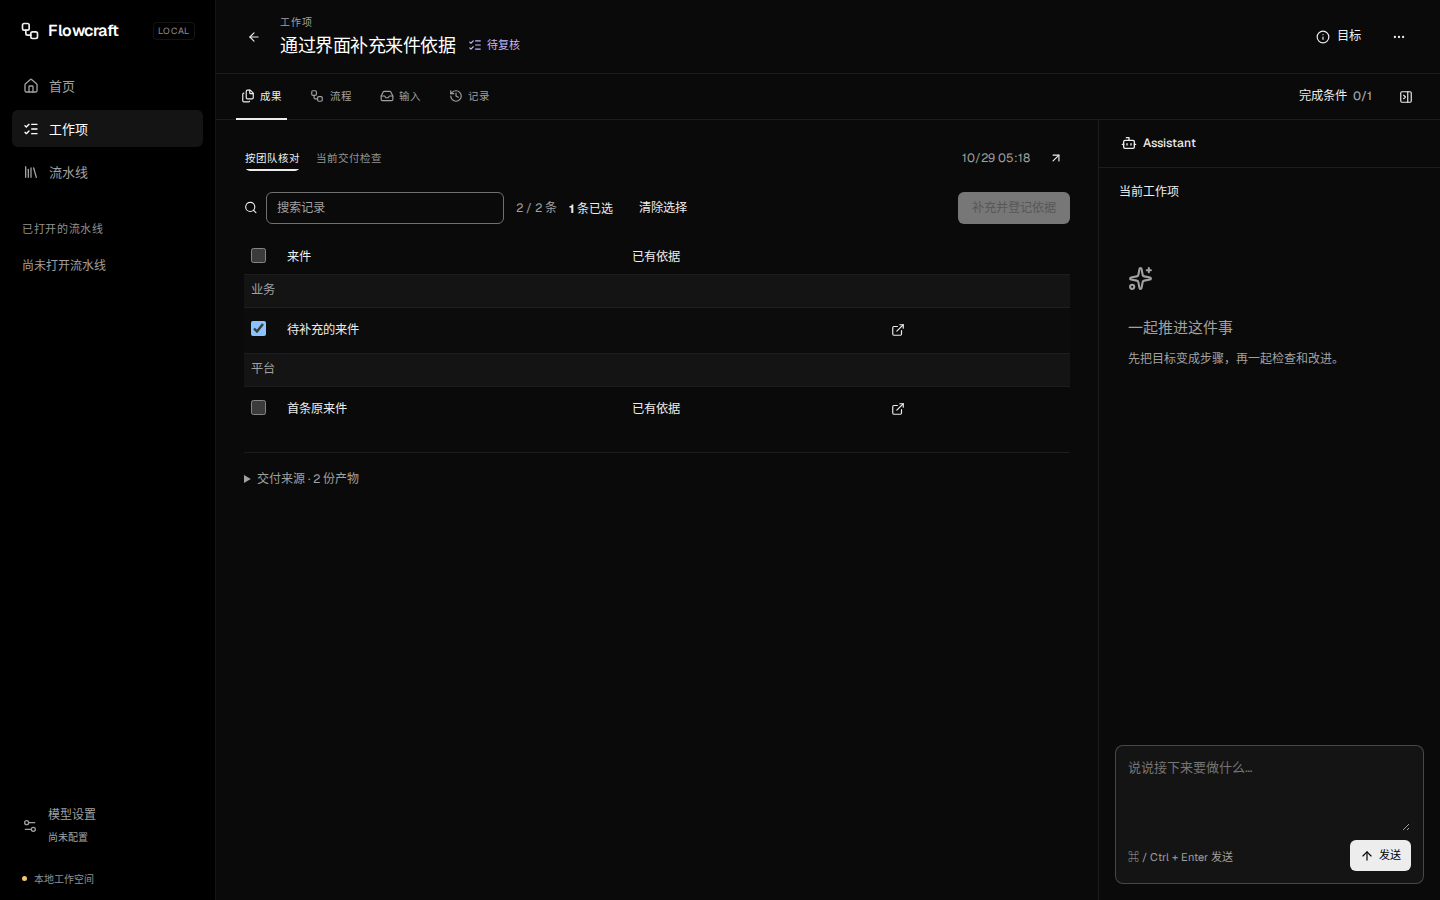 Flowcraft
LOCAL
首页
工作项
流水线
已打开的流水线
尚未打开流水线
模型设置
尚未配置
本地工作空间
工作项
通过界面补充来件依据
待复核
目标
成果
流程
输入
记录
完成条件 0/1
按团队核对
当前交付检查
10/29 05:18
搜索记录
2 / 2 条
1 条已选
清除选择
补充并登记依据
来件
已有依据
业务
待补充的来件
平台
首条原来件
已有依据
交付来源 · 2 份产物
Assistant
当前工作项
一起推进这件事
先把目标变成步骤，再一起检查和改进。
说说接下来要做什么…
⌘ / Ctrl + Enter 发送
发送